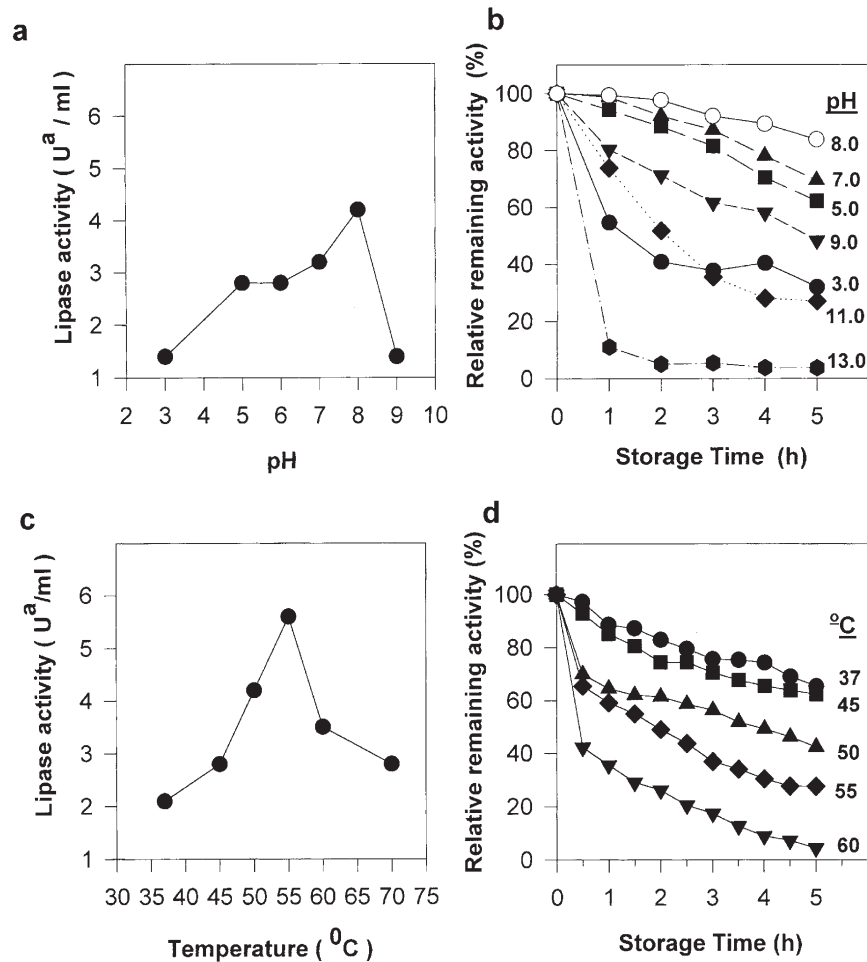 a
Lipase activity ( Uᵃ / ml )
6
5
4
3
2
1
2 3 4 5 6 7 8 9 10
pH
b
Relative remaining activity (%)
100
80
60
40
20
0
pH
8.0
7.0
5.0
9.0
3.0
11.0
13.0
0 1 2 3 4 5
Storage Time (h)
c
Lipase activity ( Uᵃ/ml )
6
5
4
3
2
1
30 35 40 45 50 55 60 65 70 75
Temperature ( ⁰C )
d
Relative remaining activity (%)
100
80
60
40
20
0
ºC
37
45
50
55
60
0 1 2 3 4 5
Storage Time (h)